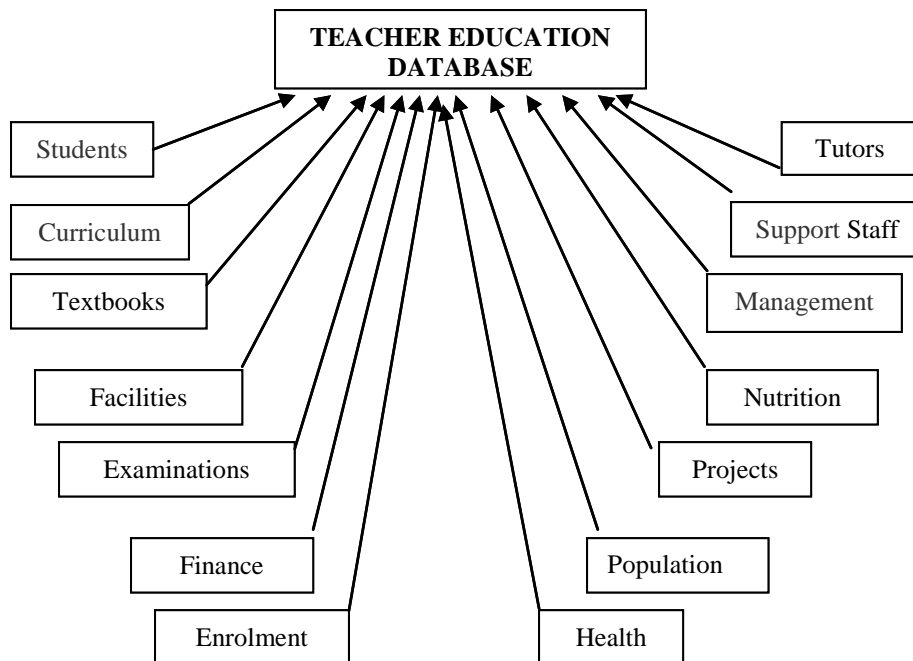 TEACHER EDUCATION
DATABASE
Students
Tutors
Curriculum
Support Staff
Textbooks
Management
Facilities
Nutrition
Examinations
Projects
Finance
Population
Enrolment
Health